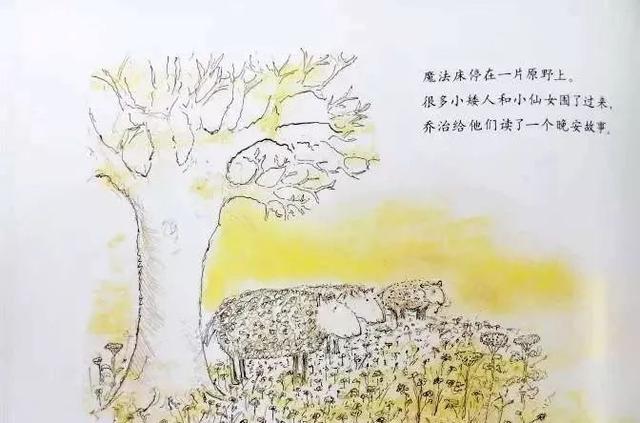 魔法床停在一片原野上。
很多小矮人和小仙女围了过来，
乔治给他们读了一个晚安故事。